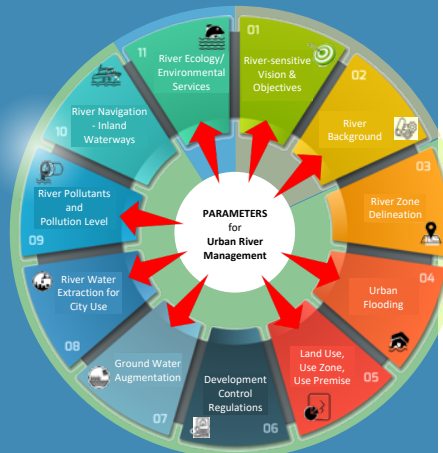 11
River Ecology/
Environmental
Services
01
River-sensitive
Vision &
Objectives
02
River
Background
03
River Zone
Delineation
04
Urban
Flooding
05
Land Use,
Use Zone,
Use Premise
06
Development
Control
Regulations
07
Ground Water
Augmentation
08
River Water
Extraction for
City Use
09
River Pollutants
and
Pollution Level
10
River Navigation
- Inland
Waterways
PARAMETERS
for
Urban River
Management